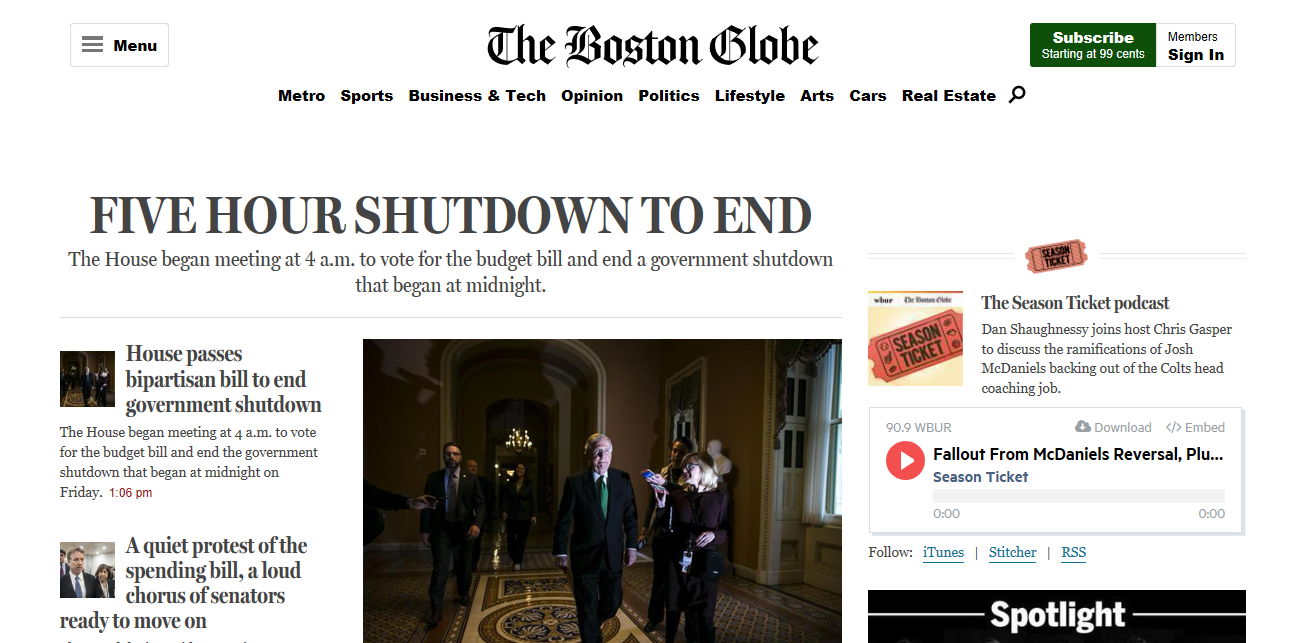 Menu
The Boston Globe
Subscribe
Starting at 99 cents
Members
Sign In
Metro Sports Business & Tech Opinion Politics Lifestyle Arts Cars Real Estate
FIVE HOUR SHUTDOWN TO END
The House began meeting at 4 a.m. to vote for the budget bill and end a government shutdown
that began at midnight.
House passes
bipartisan bill to end
government shutdown
The House began meeting at 4 a.m. to vote
for the budget bill and end the government
shutdown that began at midnight on
Friday. 1:06 pm
A quiet protest of the
spending bill, a loud
chorus of senators
ready to move on
SEASON
TICKET
wbur The Boston Globe
SEASON
TICKET
The Season Ticket podcast
Dan Shaughnessy joins host Chris Gasper
to discuss the ramifications of Josh
McDaniels backing out of the Colts head
coaching job.
90.9 WBUR Download </> Embed
Fallout From McDaniels Reversal, Plu...
Season Ticket
0:00 0:00
Follow: iTunes | Stitcher | RSS
Spotlight